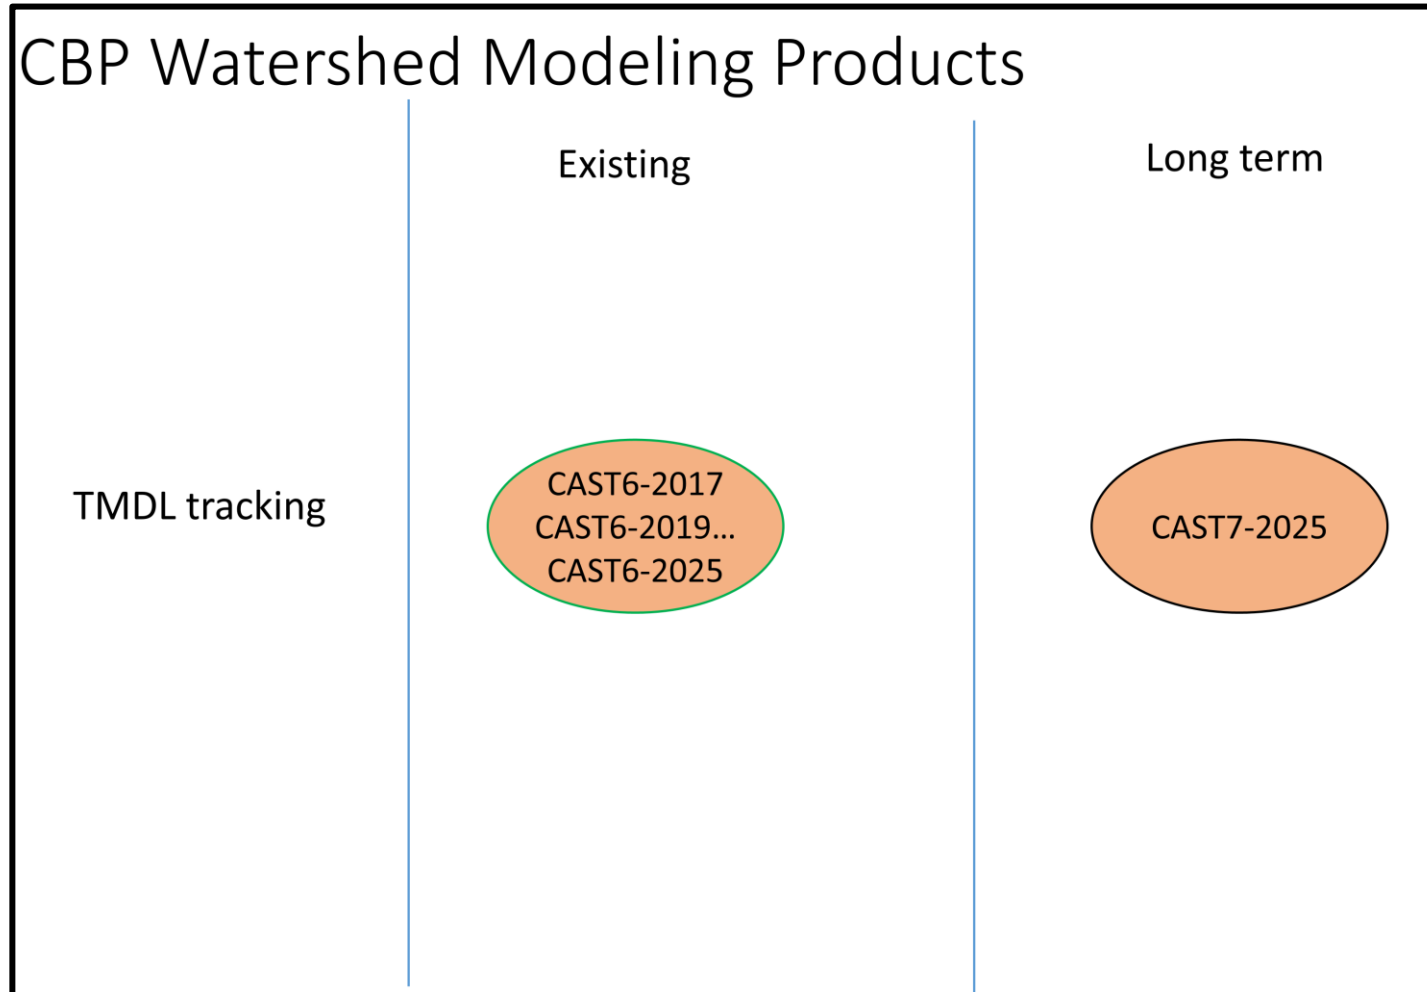 CBP Watershed Modeling Products
Existing
Long term
TMDL tracking
CAST6-2017
CAST6-2019...
CAST6-2025
CAST7-2025